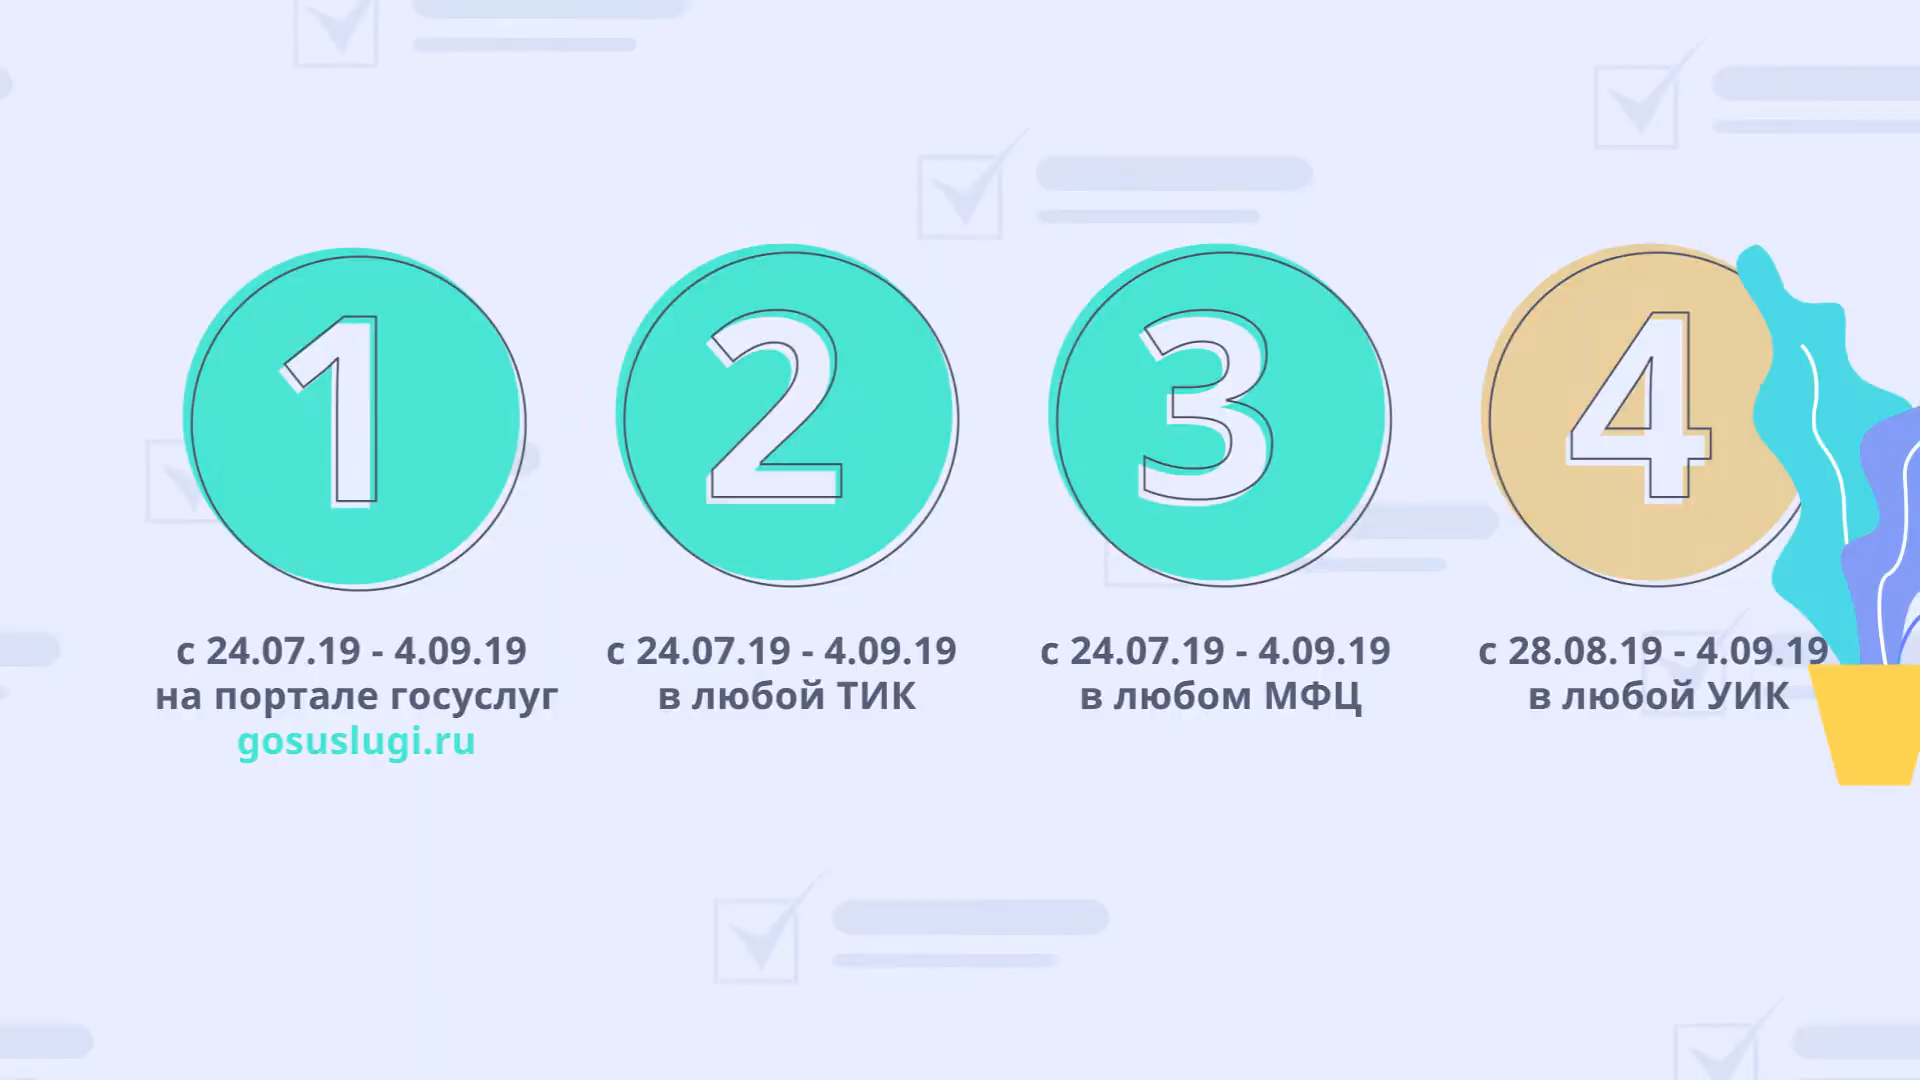 1
с 24.07.19 - 4.09.19
на портале госуслуг
gosuslugi.ru
2
с 24.07.19 - 4.09.19
в любой ТИК
3
с 24.07.19 - 4.09.19
в любом МФЦ
4
с 28.08.19 - 4.09.19
в любой УИК